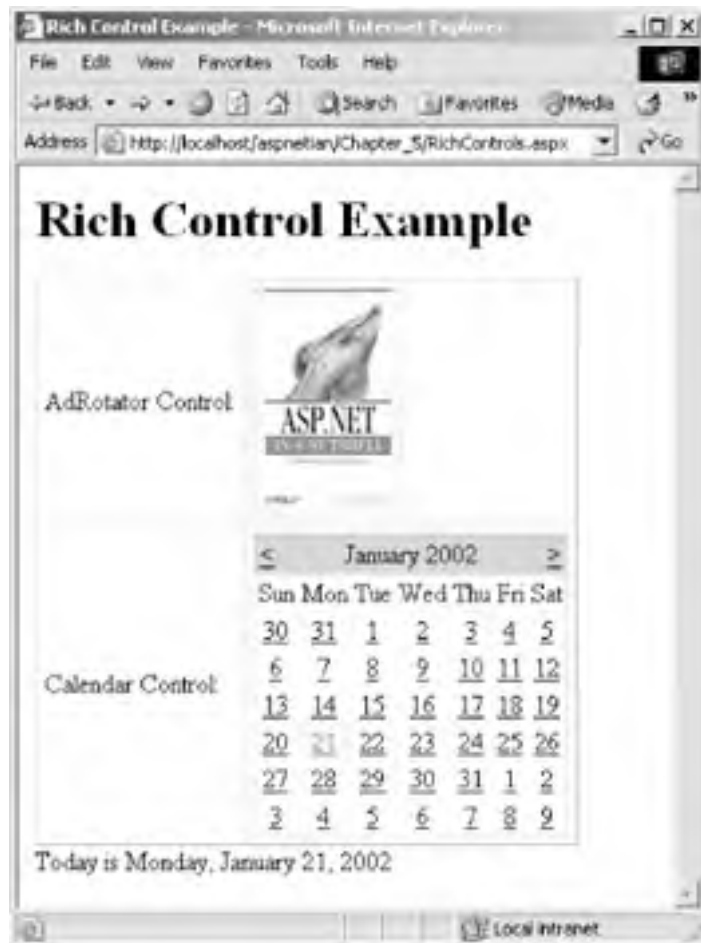 Rich Control Example - Microsoft Internet Explorer
File Edit View Favorites Tools Help
Back Search Favorites Media »
Address http://localhost/aspnetian/Chapter_5/RichControls.aspx Go
Rich Control Example
AdRotator Control:
ASP.NET
IN A NUTSHELL
< January 2002 >
Sun Mon Tue Wed Thu Fri Sat
30 31 1 2 3 4 5
6 7 8 9 10 11 12
Calendar Control:
13 14 15 16 17 18 19
20 21 22 23 24 25 26
27 28 29 30 31 1 2
3 4 5 6 7 8 9
Today is Monday, January 21, 2002
Local intranet